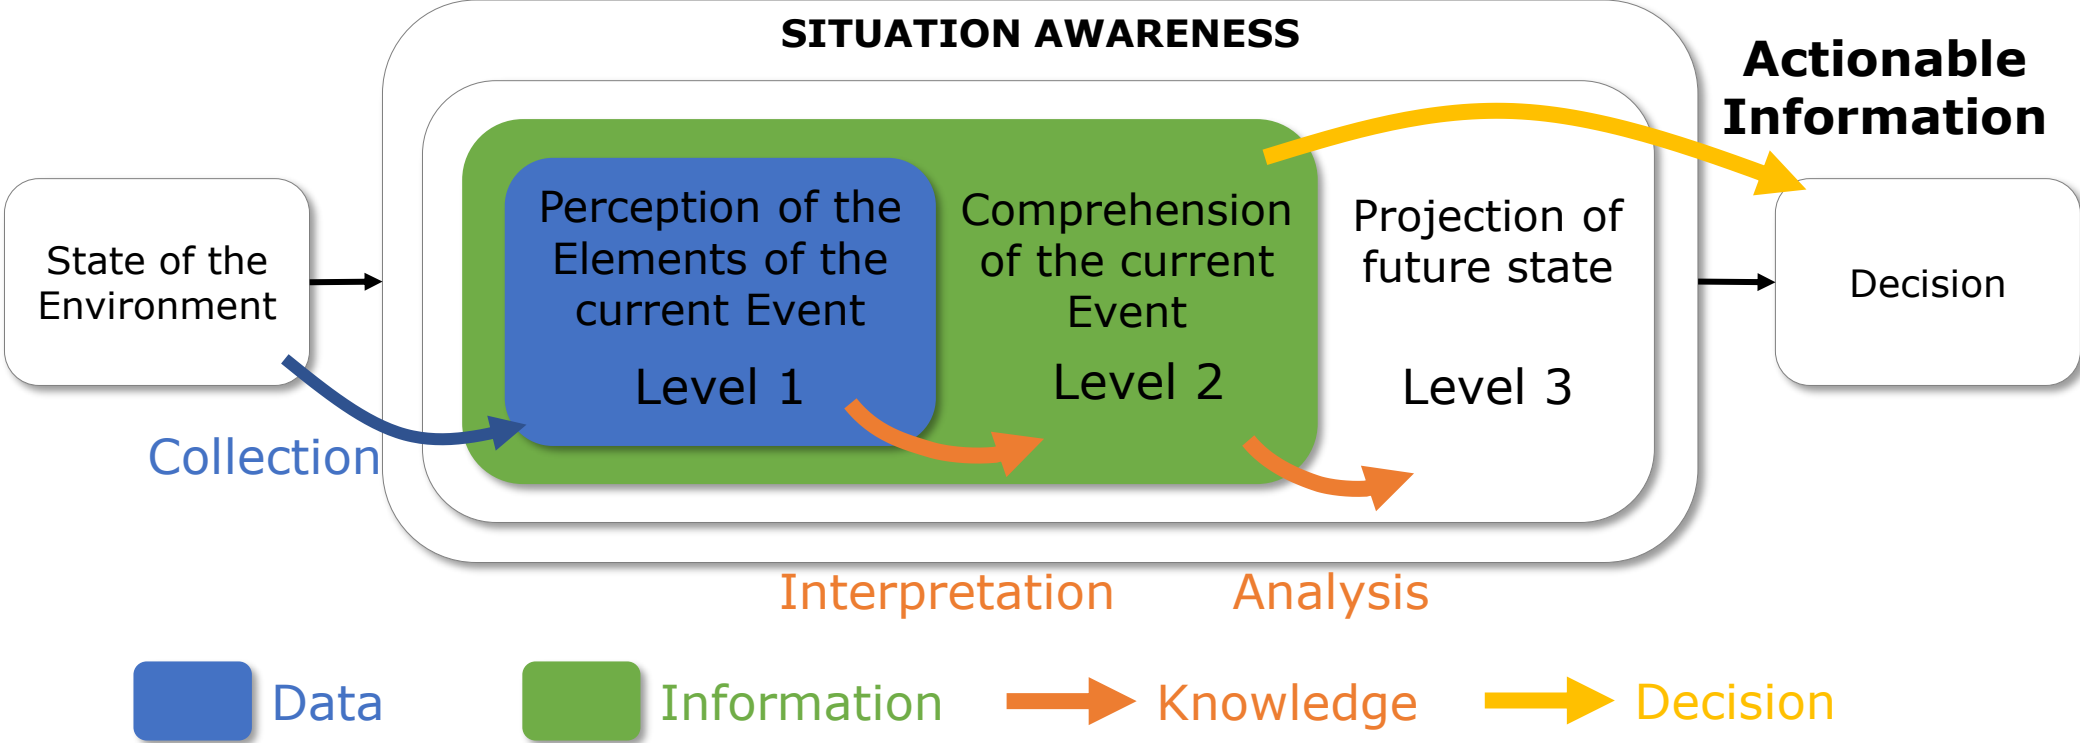 SITUATION AWARENESS
Actionable
Information
State of the
Environment
Perception of the
Elements of the
current Event
Level 1
Comprehension
of the current
Event
Level 2
Projection of
future state
Level 3
Decision
Collection
Interpretation
Analysis
Data
Information
Knowledge
Decision